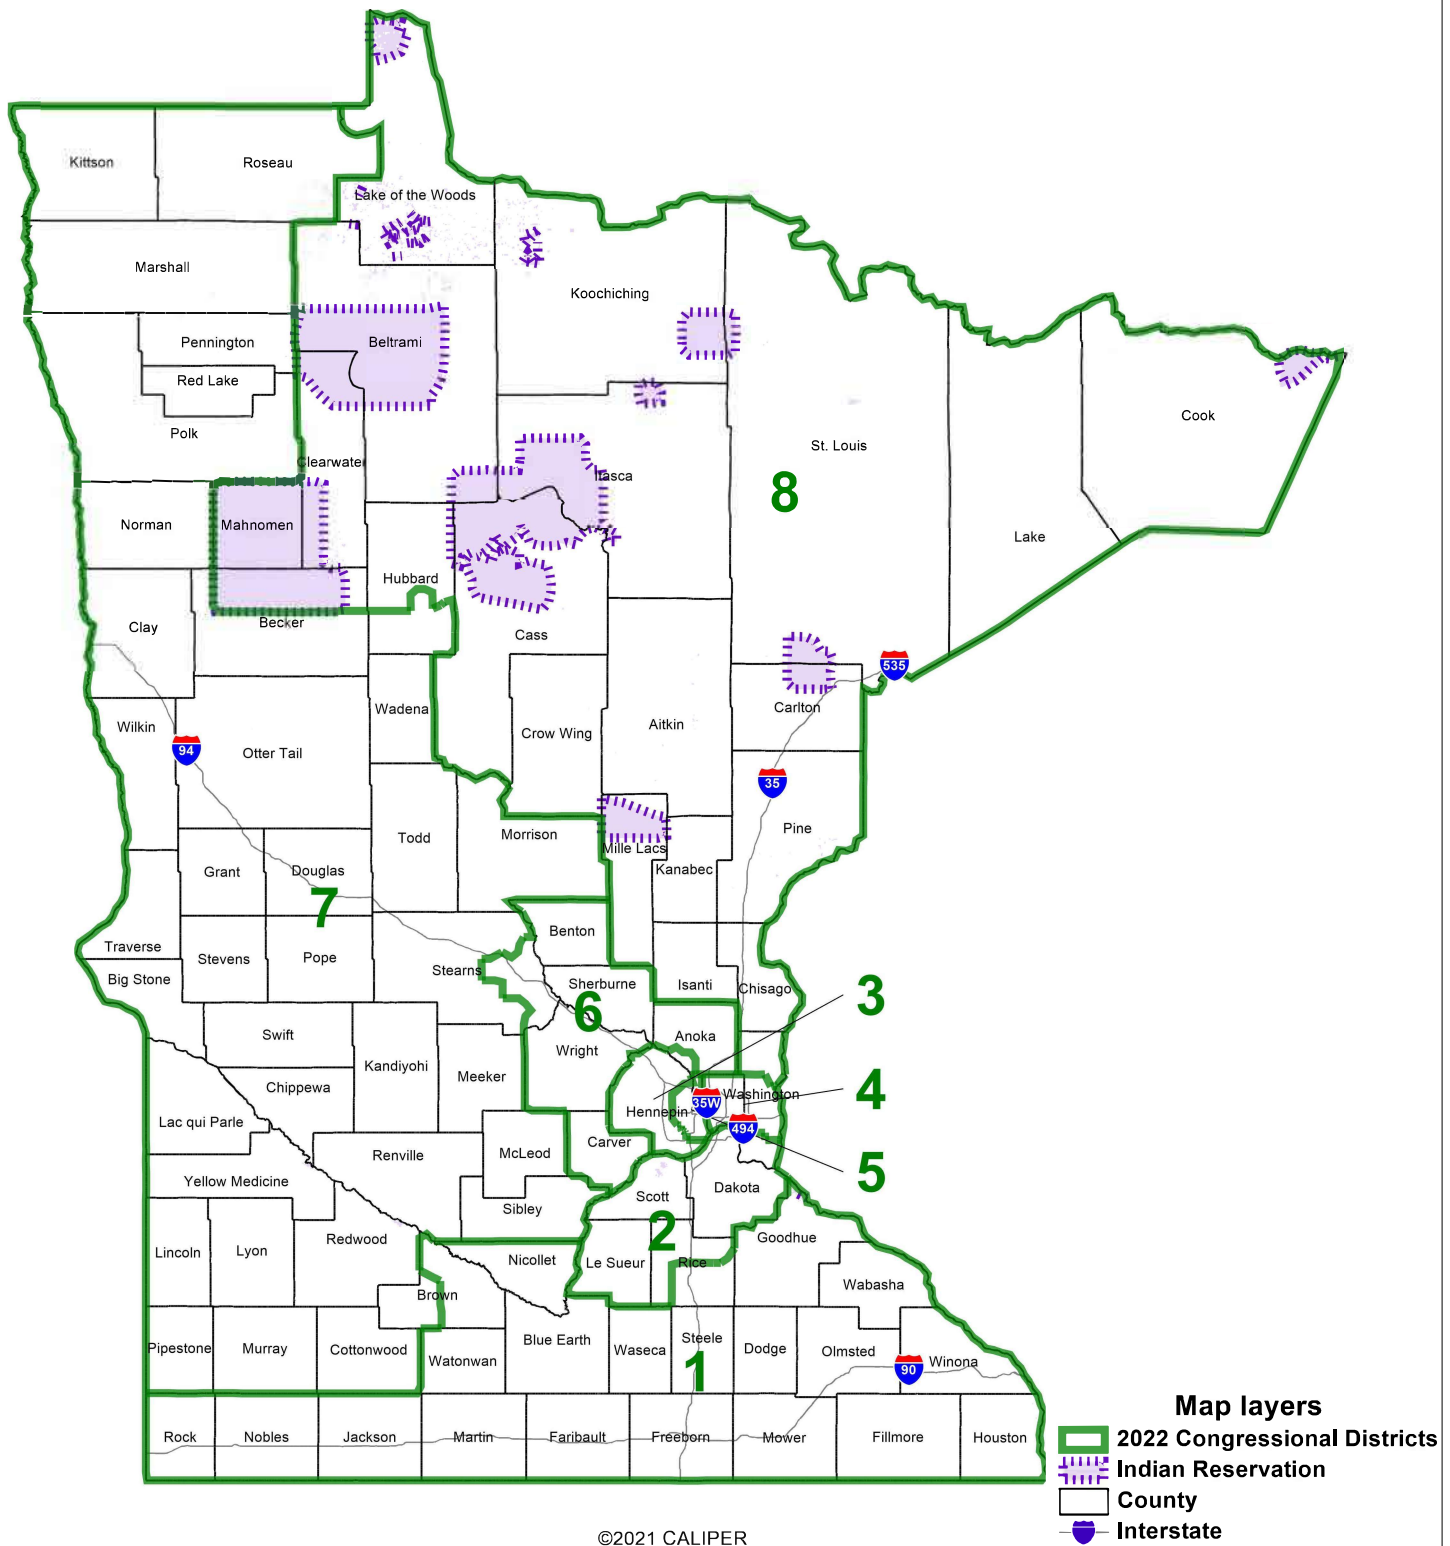 Kittson
Roseau
Lake of the Woods
Marshall
Koochiching
Pennington
Beltrami
Red Lake
Cook
Polk
St. Louis
Clearwater
Itasca
8
Norman
Mahnomen
Lake
Hubbard
Clay
Becker
Cass
535
Wadena
Carlton
Wilkin
Crow Wing
Aitkin
94
Otter Tail
35
Todd
Morrison
Pine
Mille Lacs
Grant
Douglas
Kanabec
7
Benton
Traverse
Stevens
Pope
Stearns
Big Stone
Sherburne
Isanti
Chisago
3
6
Swift
Anoka
Wright
Kandiyohi
Meeker
Chippewa
4
Washington
35W
Hennepin
Lac qui Parle
494
Carver
Renville
McLeod
5
Yellow Medicine
Dakota
Scott
Sibley
2
Redwood
Goodhue
Lincoln
Lyon
Nicollet
Le Sueur
Rice
Wabasha
Brown
Pipestone
Murray
Cottonwood
Blue Earth
Steele
Waseca
Dodge
Olmsted
Watonwan
1
90
Winona
Rock
Nobles
Jackson
Martin
Faribault
Freeborn
Mower
Fillmore
Houston
Map layers
2022 Congressional Districts
Indian Reservation
County
Interstate
©2021 CALIPER